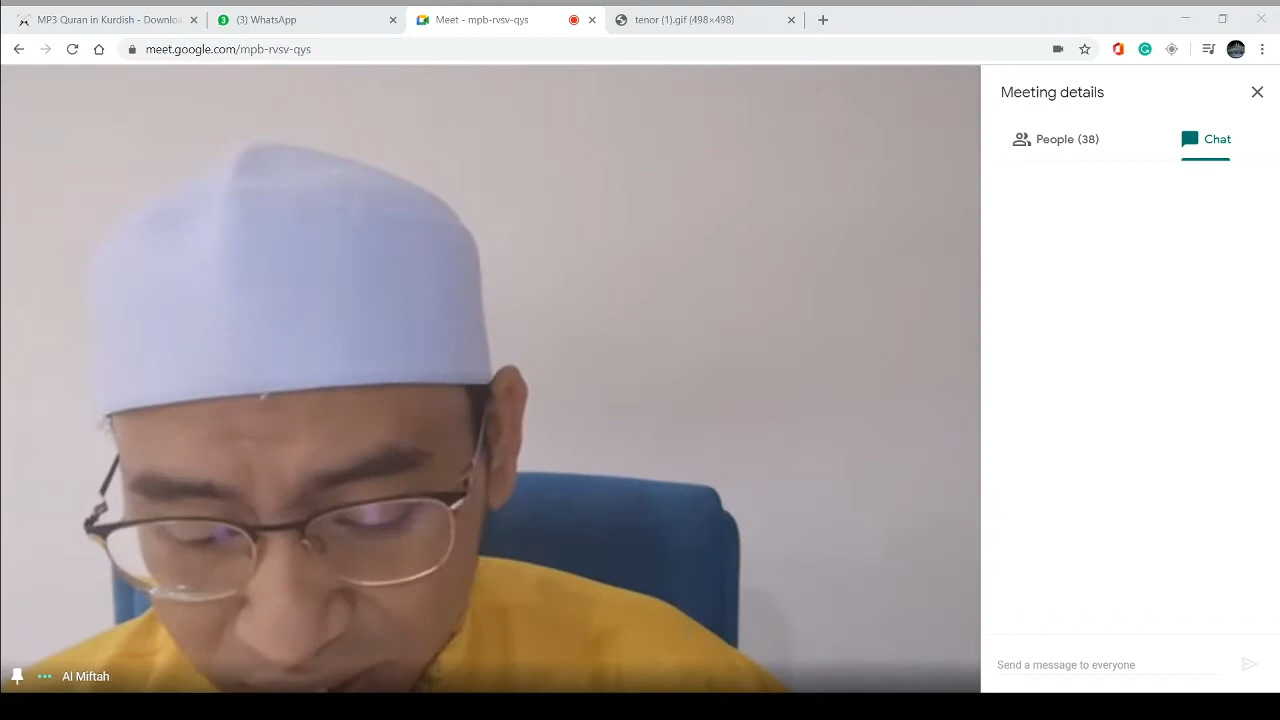 MP3 Quran in Kurdish - Downloa
(3) WhatsApp
Meet - mpb-rvsv-qys
tenor (1).gif (498×498)
meet.google.com/mpb-rvsv-qys
Meeting details
People (38)
Chat
Al Miftah
Send a message to everyone